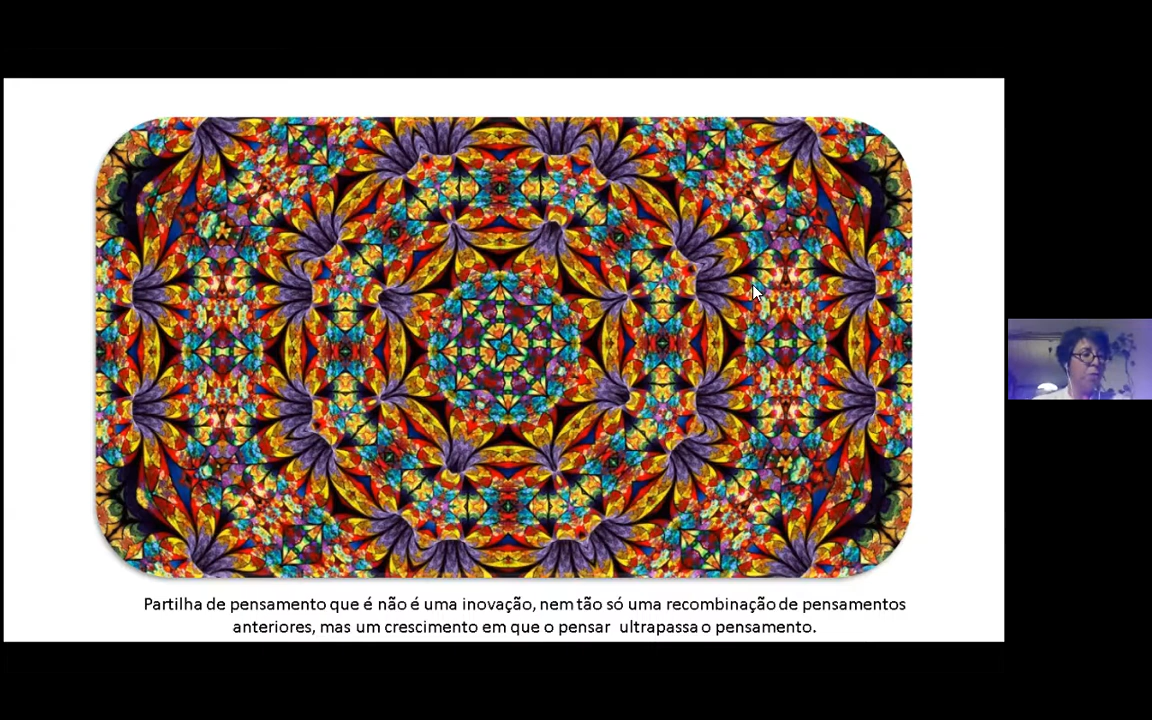 Partilha de pensamento que é não é uma inovação, nem tão só uma recombinação de pensamentos
anteriores, mas um crescimento em que o pensar ultrapassa o pensamento.